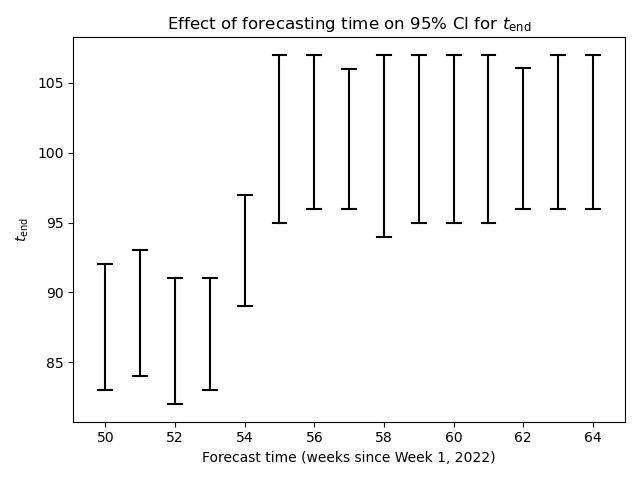 Effect of forecasting time on 95% CI for t_end
105
100
95
90
85
t_end
50 52 54 56 58 60 62 64
Forecast time (weeks since Week 1, 2022)